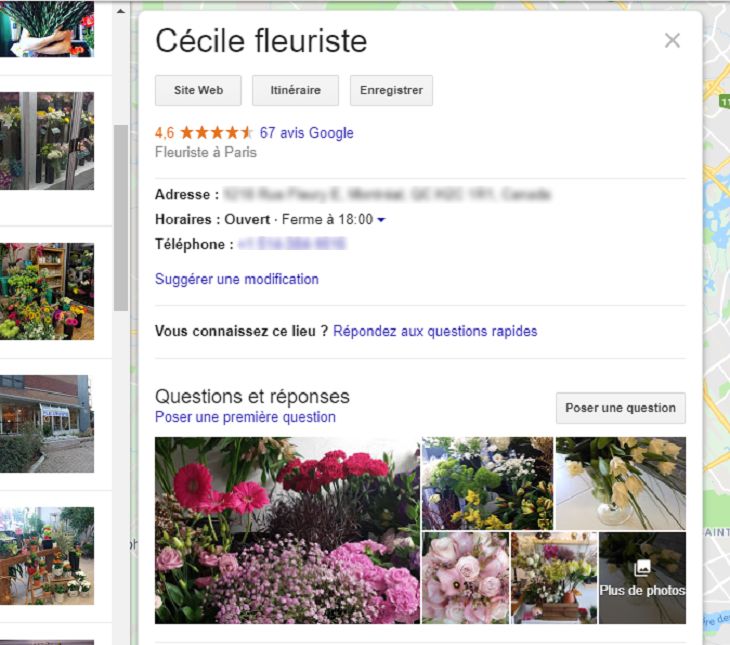 Cécile fleuriste
Site Web
Itinéraire
Enregistrer
4,6 ★★★★★ 67 avis Google
Fleuriste à Paris
Adresse :
Horaires : Ouvert · Ferme à 18:00
Téléphone :
Suggérer une modification
Vous connaissez ce lieu ? Répondez aux questions rapides
Questions et réponses
Poser une première question
Poser une question
Plus de photos